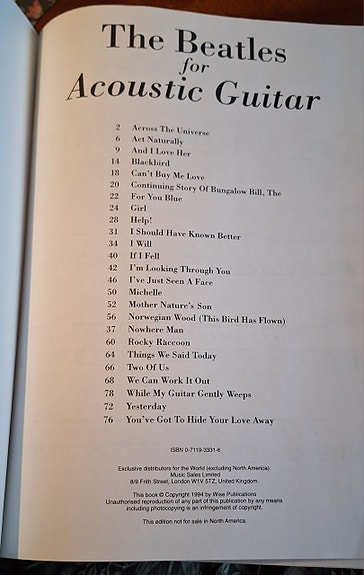 The Beatles
for
Acoustic Guitar
2 Across The Universe
6 Act Naturally
9 And I Love Her
14 Blackbird
18 Can't Buy Me Love
20 Continuing Story Of Bungalow Bill, The
22 For You Blue
24 Girl
28 Help!
31 I Should Have Known Better
34 I Will
40 If I Fell
42 I'm Looking Through You
46 I've Just Seen A Face
50 Michelle
52 Mother Nature's Son
56 Norwegian Wood (This Bird Has Flown)
37 Nowhere Man
60 Rocky Raccoon
64 Things We Said Today
66 Two Of Us
68 We Can Work It Out
78 While My Guitar Gently Weeps
72 Yesterday
76 You've Got To Hide Your Love Away
ISBN 0-7119-3331-6
Exclusive distributors for the World (excluding North America):
Music Sales Limited
8/9 Frith Street, London W1V 5TZ, United Kingdom.
This book © Copyright 1994 by Wise Publications
Unauthorised reproduction of any part of this publication by any means
including photocopying is an infringement of copyright.
This edition not for sale in North America.